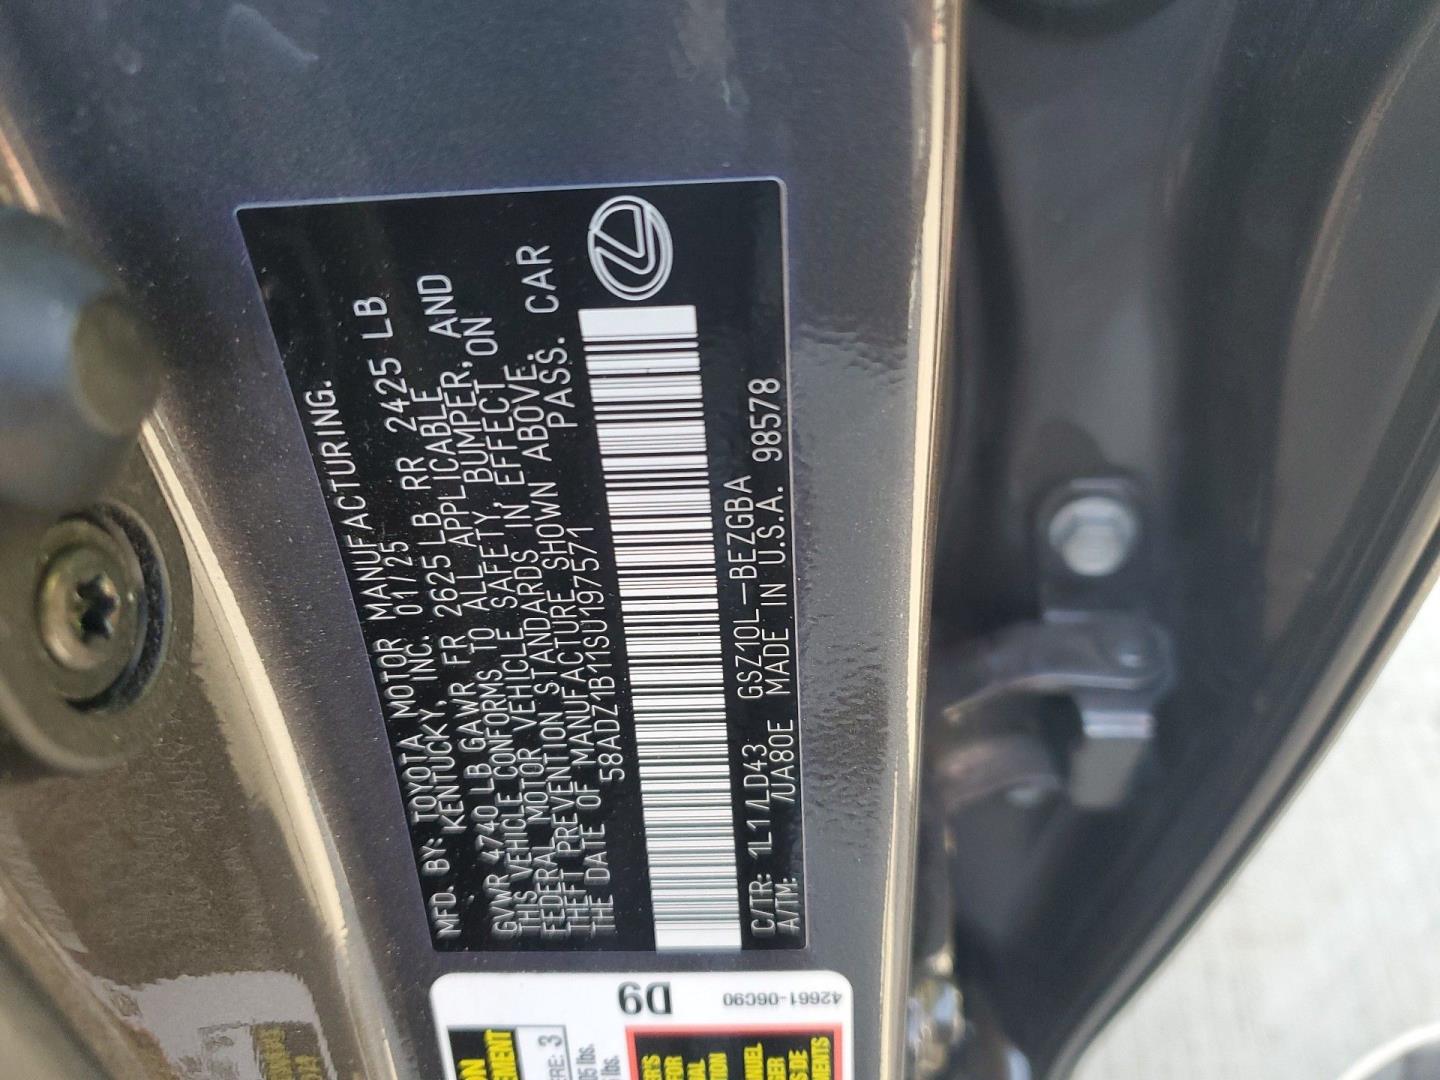 MFD. BY: TOYOTA MOTOR MANUFACTURING.
KENTUCKY, INC. 01/25
GVWR 4740 LB GAWR FR 2625 LB RR 2425 LB
THIS VEHICLE CONFORMS TO ALL APPLICABLE
FEDERAL MOTOR VEHICLE SAFETY, BUMPER, AND
THEFT PREVENTION STANDARDS IN EFFECT ON
THE DATE OF MANUFACTURE SHOWN ABOVE.
58ADZ1B11SU197571 PASS. CAR
C/TR: 1L1/LD43 GSZ10L-BEZGBA
A/TM: /UA80E MADE IN U.S.A. 98578
D9
42661-06C90